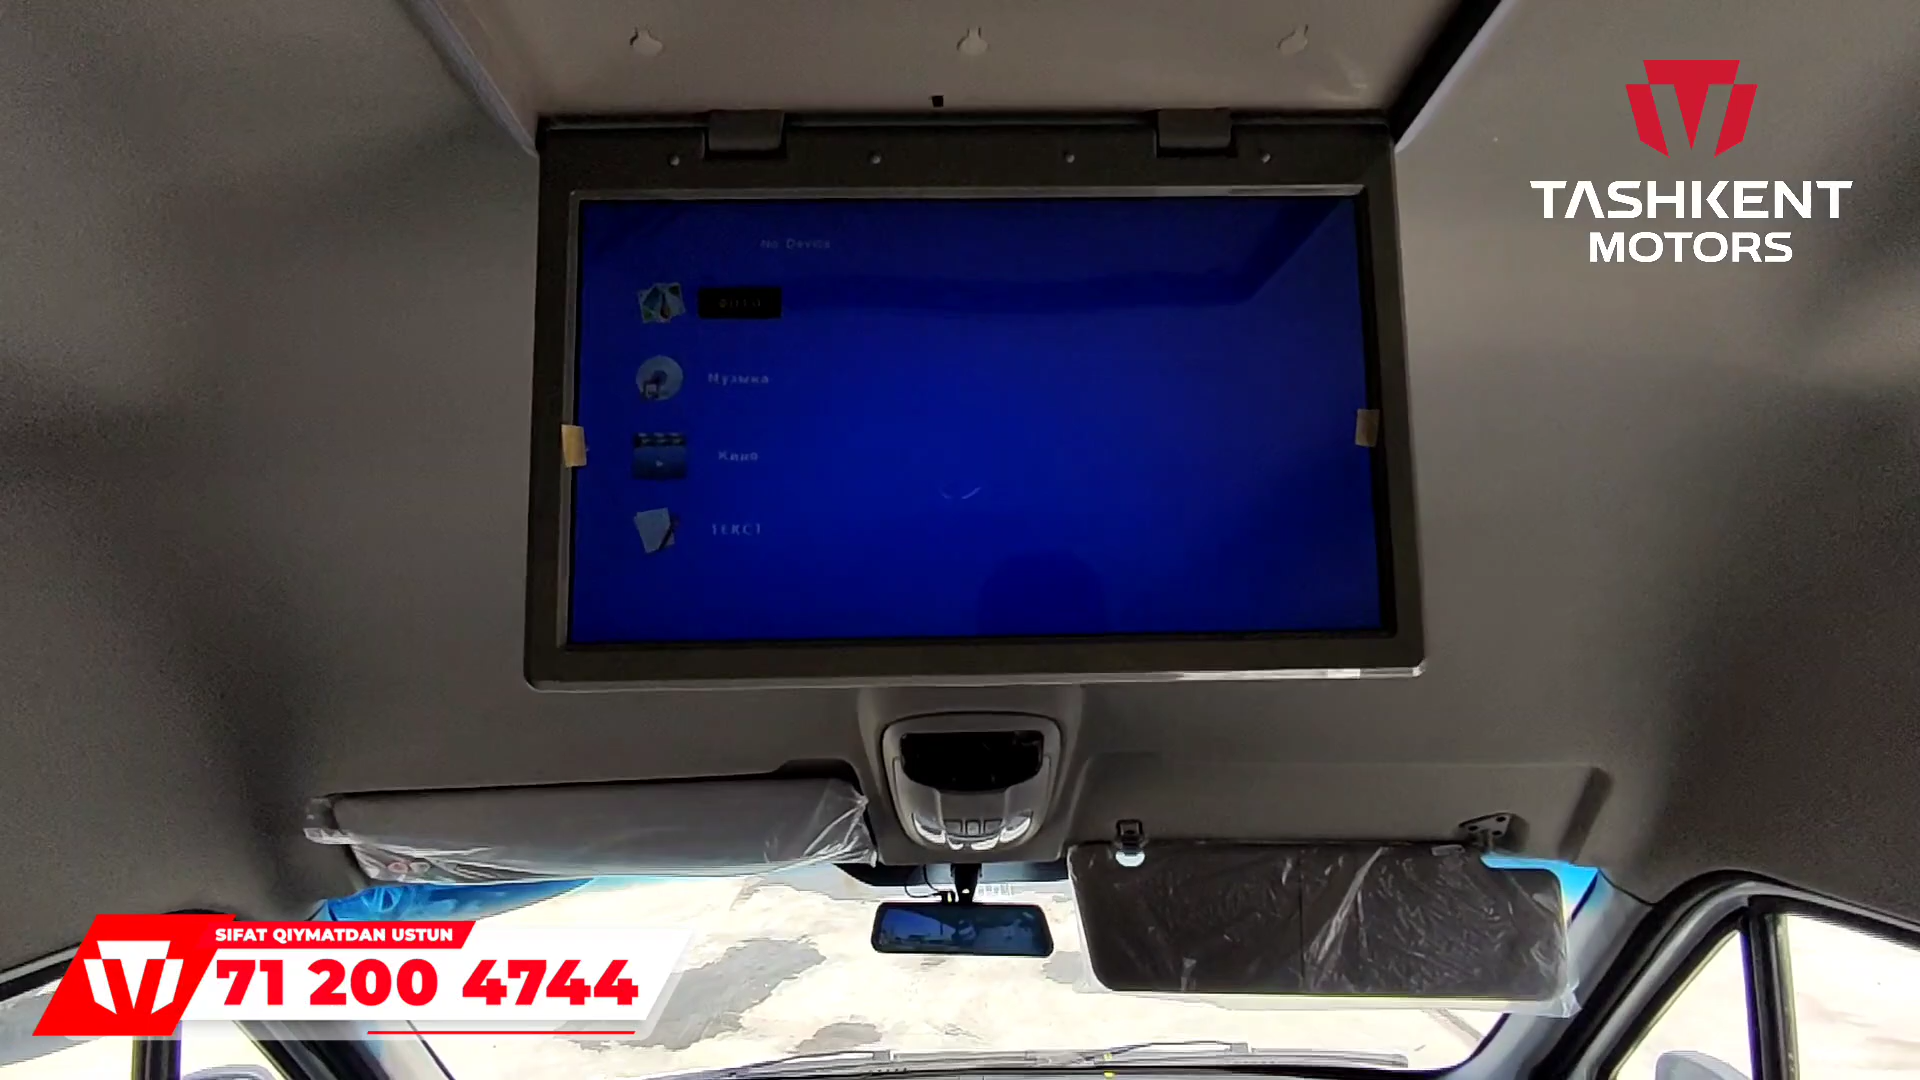 TASHKENT
MOTORS
No Device
Музыка
Кино
ТЕКСТ
SIFAT QIYMATDAN USTUN
71 200 4744